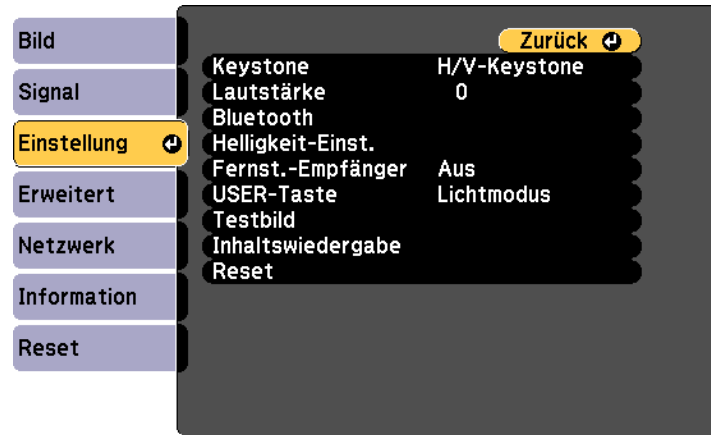 Bild
Signal
Einstellung
Erweitert
Netzwerk
Information
Reset
Zurück
Keystone H/V-Keystone
Lautstärke 0
Bluetooth
Helligkeit-Einst.
Fernst.-Empfänger Aus
USER-Taste Lichtmodus
Testbild
Inhaltswiedergabe
Reset